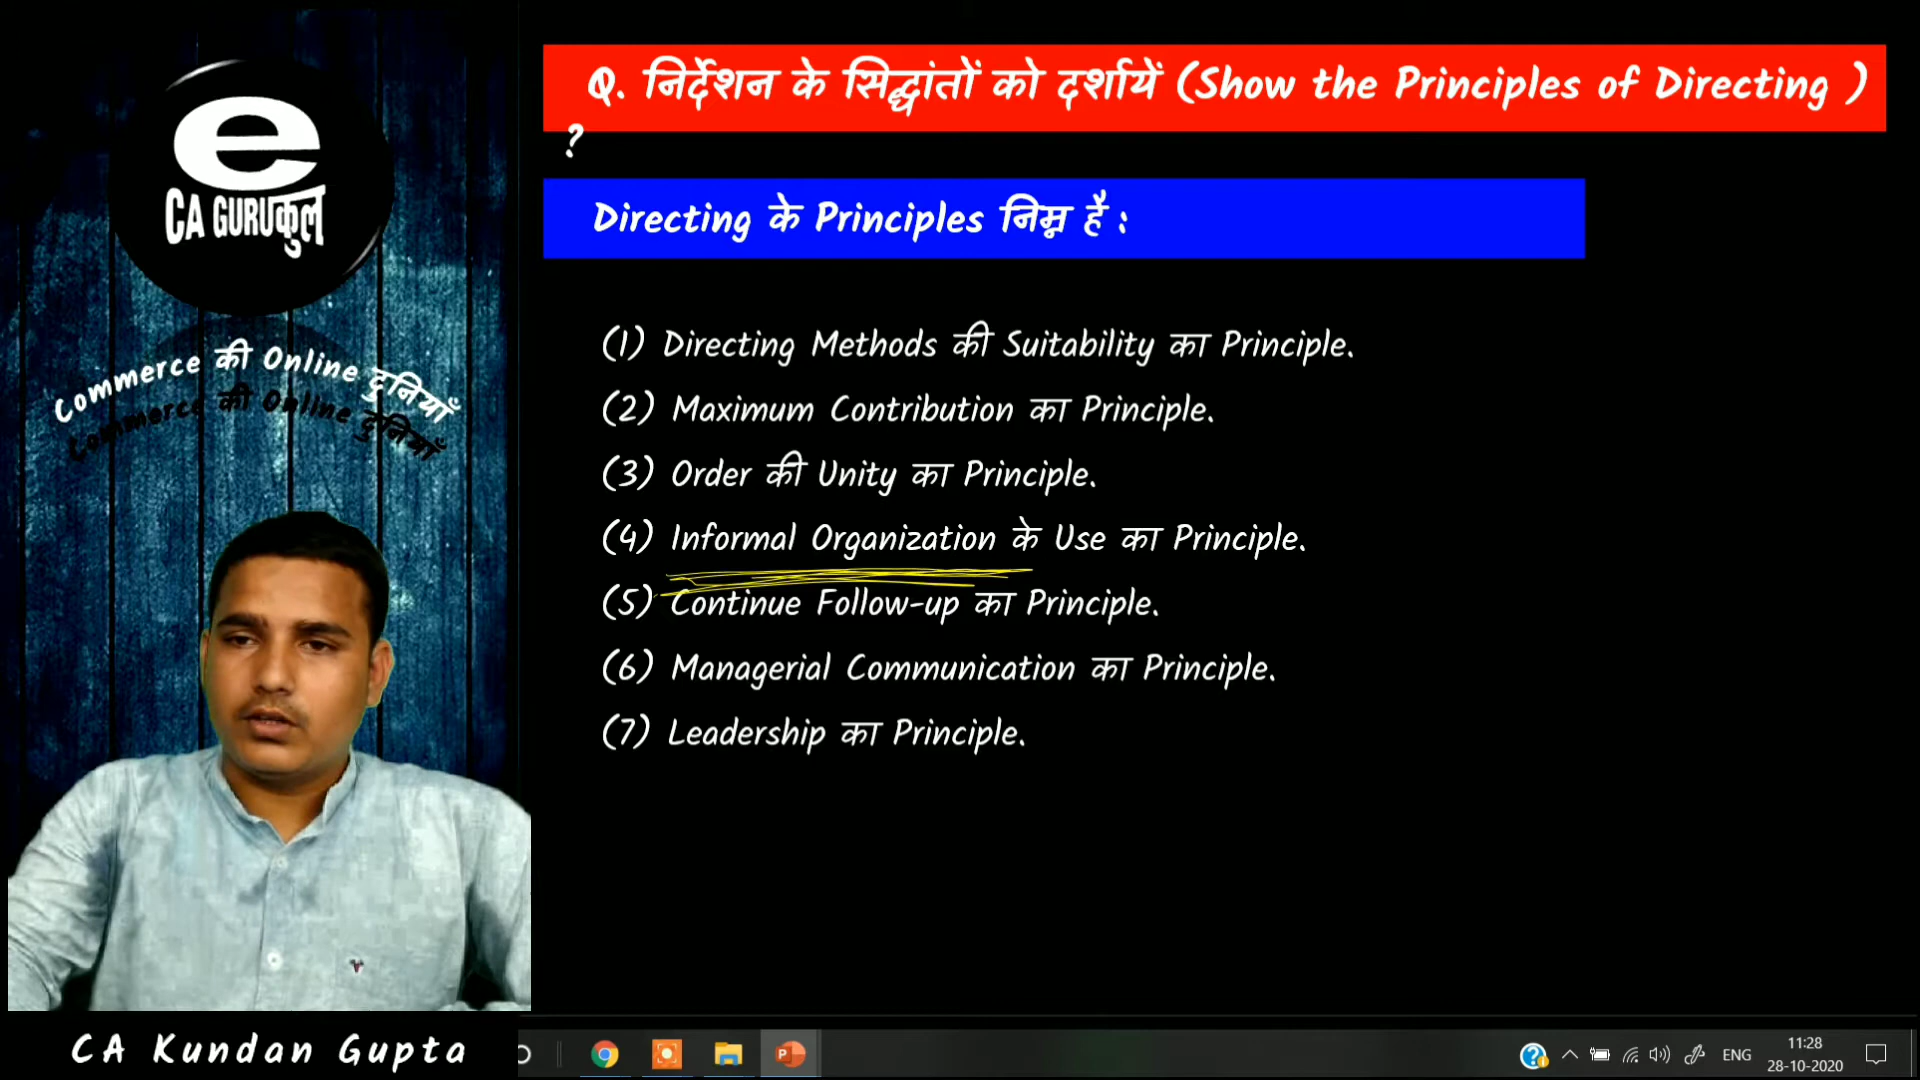 e
CA GURUकुल
Commerce की Online दुनियाँ
Commerce की Online दुनियाँ
CA Kundan Gupta
Q. निर्देशन के सिद्धांतों को दर्शायें (Show the Principles of Directing )
?
Directing के Principles निम्न है :
(1) Directing Methods की Suitability का Principle.
(2) Maximum Contribution का Principle.
(3) Order की Unity का Principle.
(4) Informal Organization के Use का Principle.
(5) Continue Follow-up का Principle.
(6) Managerial Communication का Principle.
(7) Leadership का Principle.
ENG
11:28
28-10-2020